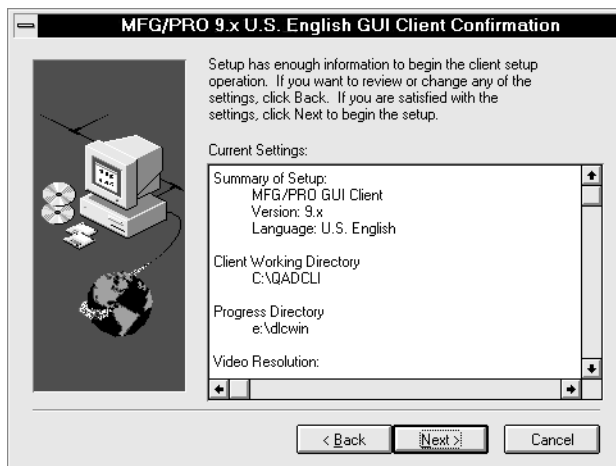 MFG/PRO 9.x U.S. English GUI Client Confirmation
Setup has enough information to begin the client setup
operation. If you want to review or change any of the
settings, click Back. If you are satisfied with the
settings, click Next to begin the setup.
Current Settings:
Summary of Setup:
MFG/PRO GUI Client
Version: 9.x
Language: U.S. English
Client Working Directory
C:\QADCLI
Progress Directory
e:\dlcwin
Video Resolution:
< Back
Next >
Cancel